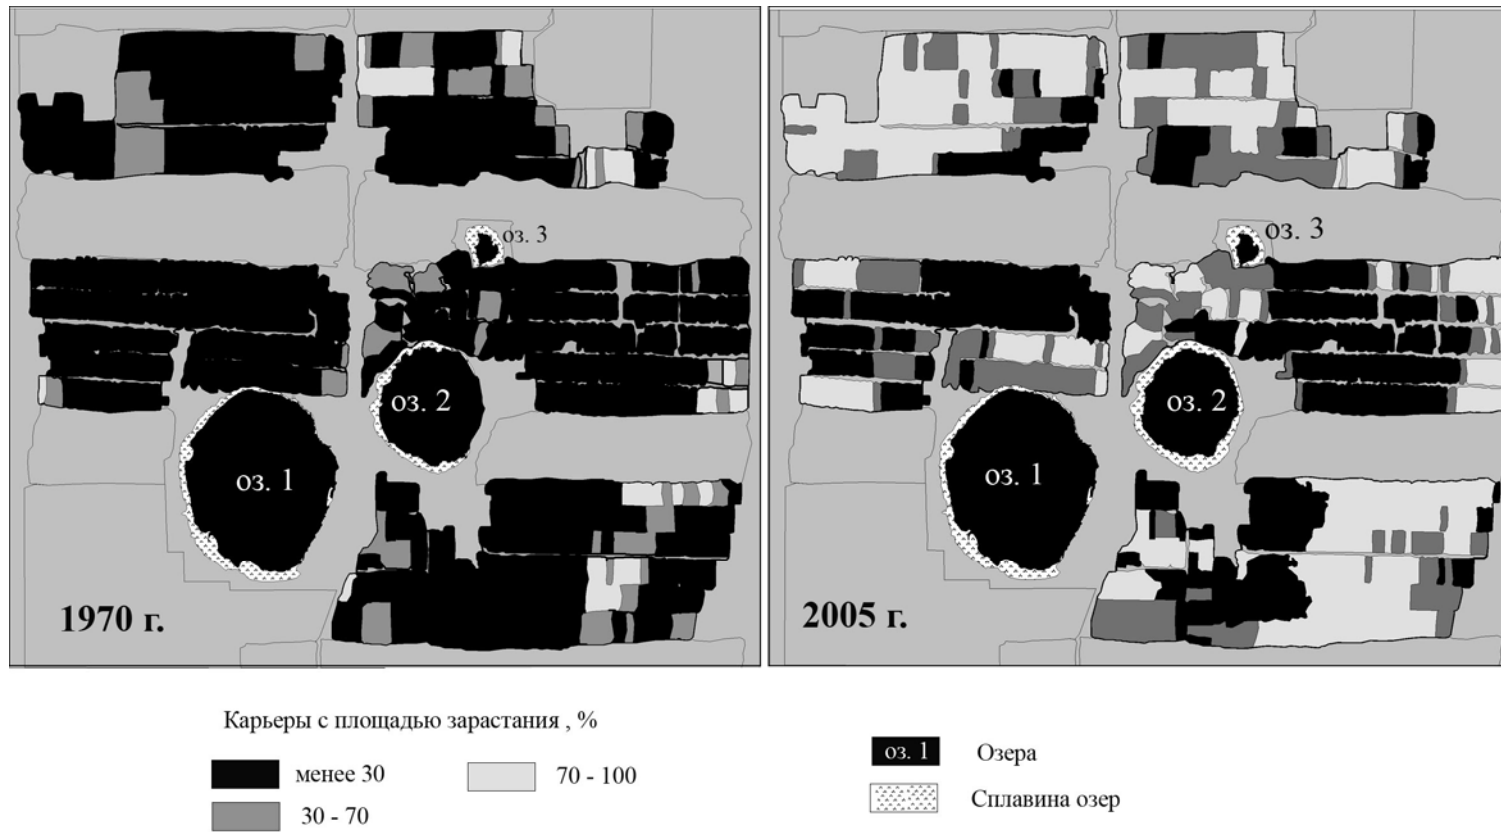 оз. 3
оз. 2
оз. 1
1970 г.
оз. 3
оз. 2
оз. 1
2005 г.
Карьеры с площадью зарастания , %
менее 30
70 - 100
30 - 70
оз. 1 Озера
Сплавина озер